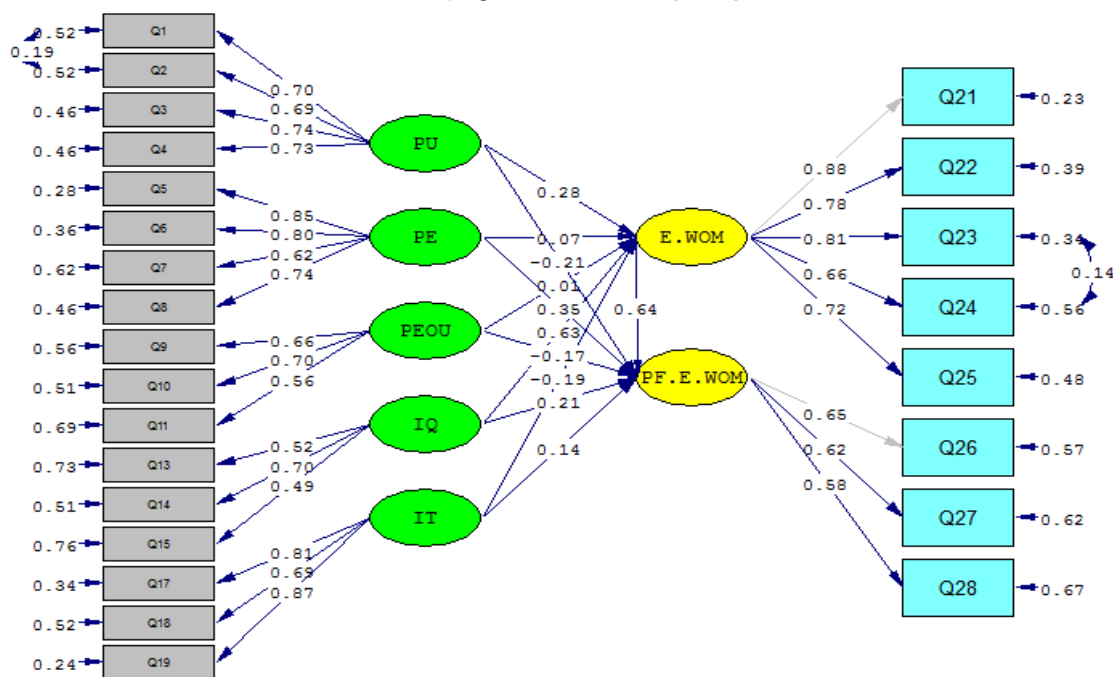 0.52 Q1
0.19
0.52 Q2
0.46 Q3
0.46 Q4
0.28 Q5
0.36 Q6
0.62 Q7
0.46 Q8
0.56 Q9
0.51 Q10
0.69 Q11
0.73 Q13
0.51 Q14
0.76 Q15
0.34 Q17
0.52 Q18
0.24 Q19
0.70
0.69
0.74
0.73
0.85
0.80
0.62
0.74
0.66
0.70
0.56
0.52
0.70
0.49
0.81
0.69
0.87
PU
PE
PEOU
IQ
IT
0.28
0.07
-0.21
0.01
0.35
0.63
-0.17
-0.19
0.21
0.14
0.64
E.WOM
PF.E.WOM
0.88
0.78
0.81
0.66
0.72
0.65
0.62
0.58
Q21 0.23
Q22 0.39
Q23 0.34
0.14
Q24 0.56
Q25 0.48
Q26 0.57
Q27 0.62
Q28 0.67